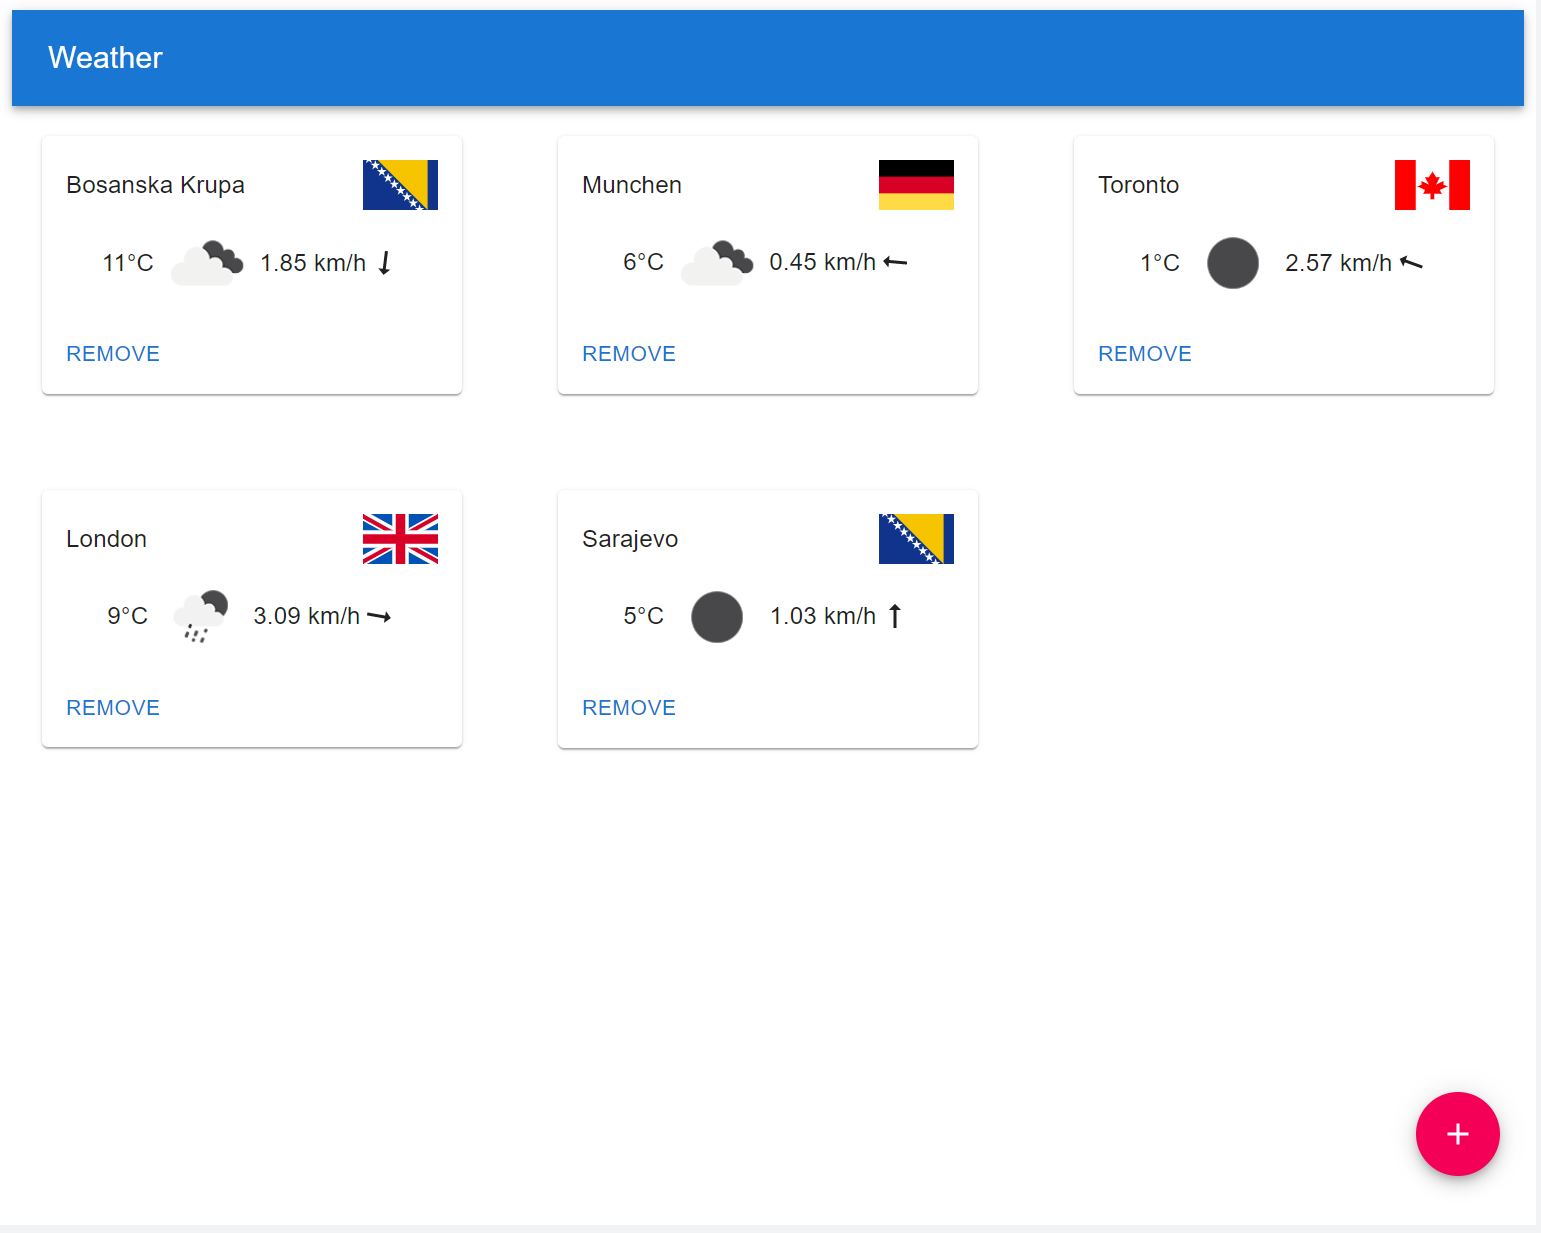 Weather
Bosanska Krupa
11°C 1.85 km/h
REMOVE
Munchen
6°C 0.45 km/h
REMOVE
Toronto
1°C 2.57 km/h
REMOVE
London
9°C 3.09 km/h
REMOVE
Sarajevo
5°C 1.03 km/h
REMOVE
+